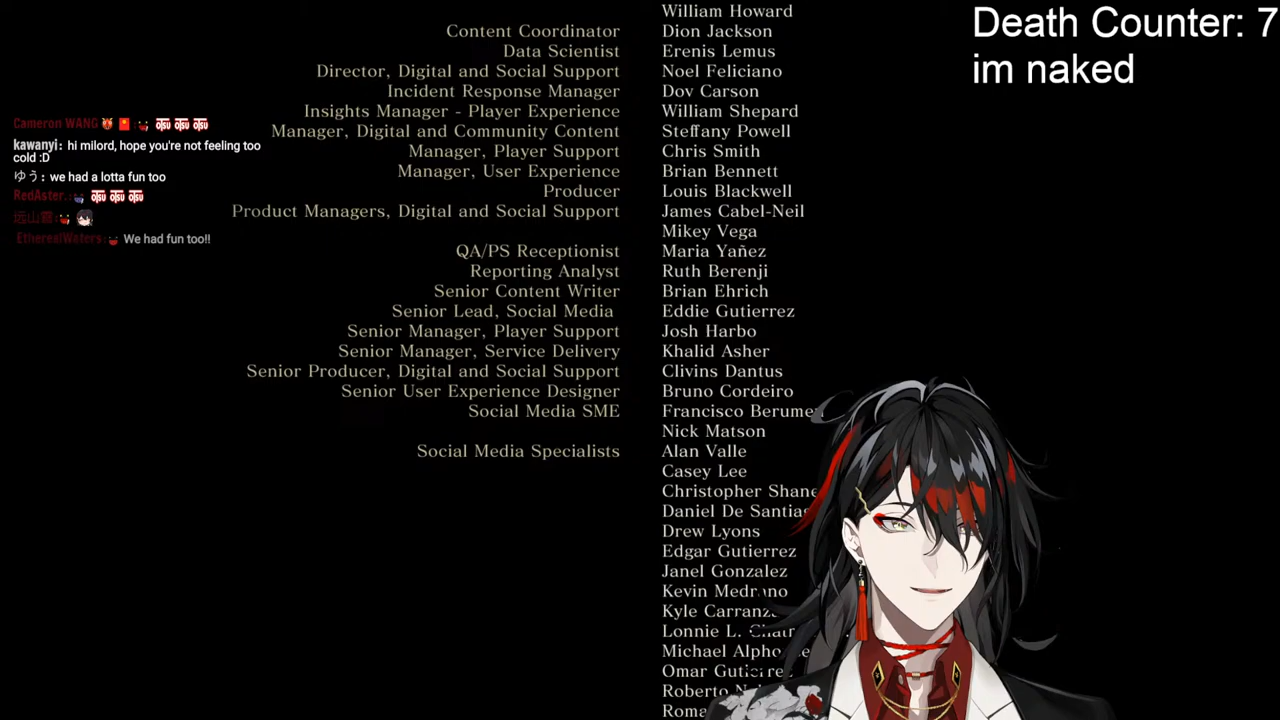 Death Counter: 7
im naked
Cameron WANG
kawanyi: hi milord, hope you're not feeling too
cold :D
ゆう: we had a lotta fun too
RedAster.:
EtherealWaters: We had fun too!!
William Howard
Content Coordinator Dion Jackson
Data Scientist Erenis Lemus
Director, Digital and Social Support Noel Feliciano
Incident Response Manager Dov Carson
Insights Manager - Player Experience William Shepard
Manager, Digital and Community Content Steffany Powell
Manager, Player Support Chris Smith
Manager, User Experience Brian Bennett
Producer Louis Blackwell
Product Managers, Digital and Social Support James Cabel-Neil
Mikey Vega
QA/PS Receptionist Maria Yañez
Reporting Analyst Ruth Berenji
Senior Content Writer Brian Ehrich
Senior Lead, Social Media Eddie Gutierrez
Senior Manager, Player Support Josh Harbo
Senior Manager, Service Delivery Khalid Asher
Senior Producer, Digital and Social Support Clivins Dantus
Senior User Experience Designer Bruno Cordeiro
Social Media SME Francisco
Nick Matson
Social Media Specialists Alan Valle
Casey Lee
Christopher Shane
Daniel De
Drew Lyons
Edgar Gutierrez
Janel Gonzalez
Kevin Medrano
Kyle
Lonnie L.
Michael
Omar
Roberto